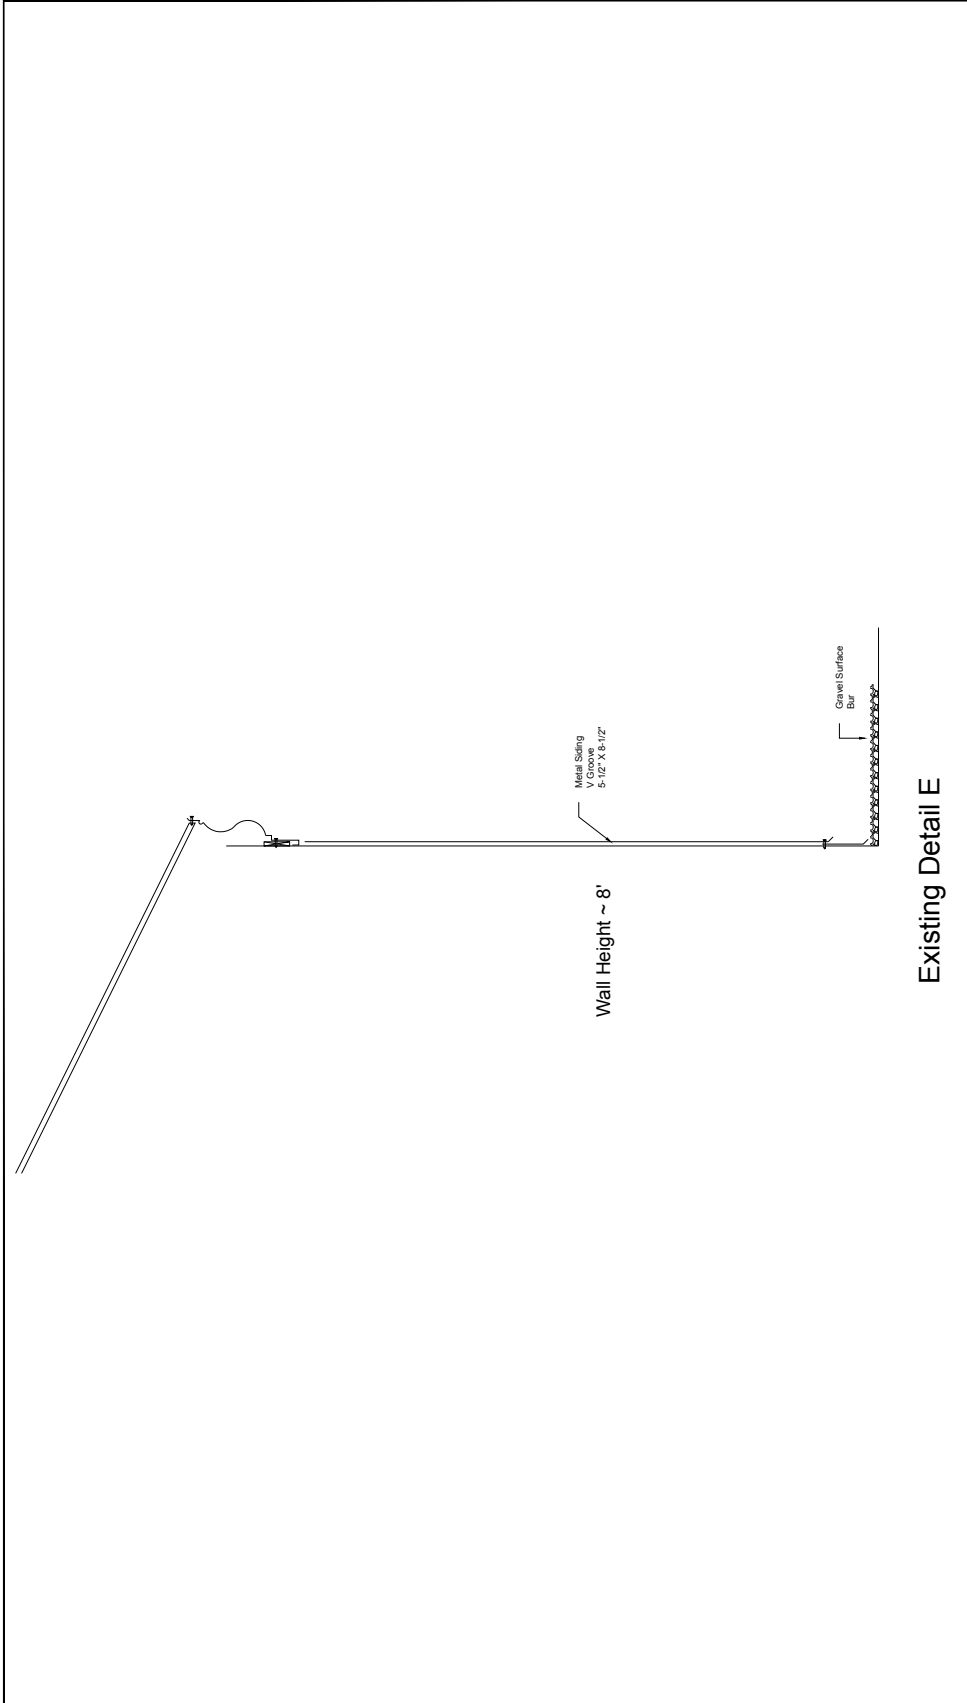 Metal Siding
V Groove
5-1/2" X 8-1/2"
Wall Height ~ 8'
Gravel Surface
Bur
Existing Detail E